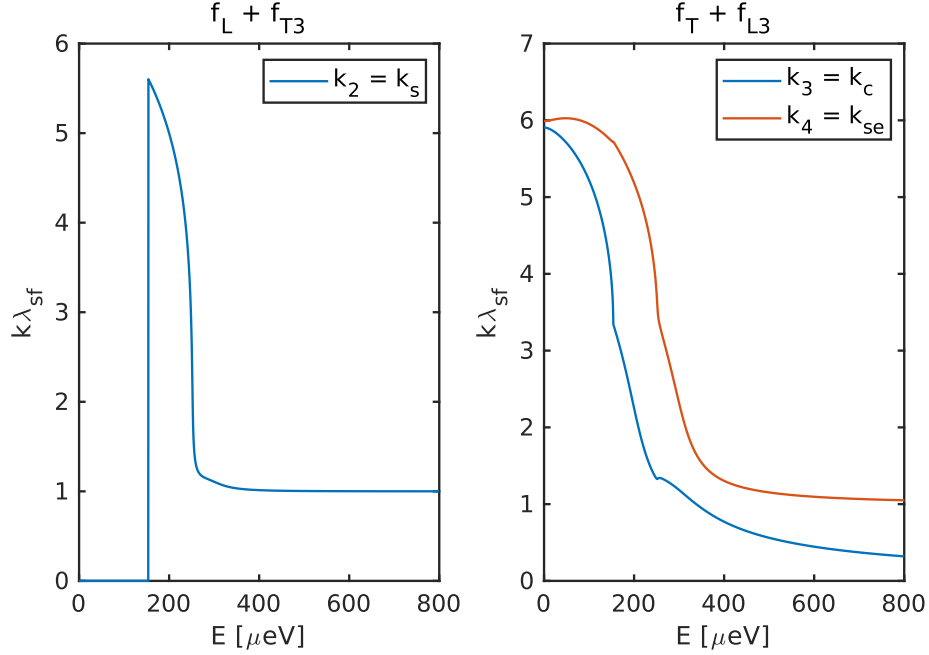 f_L + f_T3
6
5
4
3
2
1
0
0 200 400 600 800
kλ_sf
E [μeV]
k_2 = k_s
f_T + f_L3
7
6
5
4
3
2
1
0
0 200 400 600 800
kλ_sf
E [μeV]
k_3 = k_c
k_4 = k_se